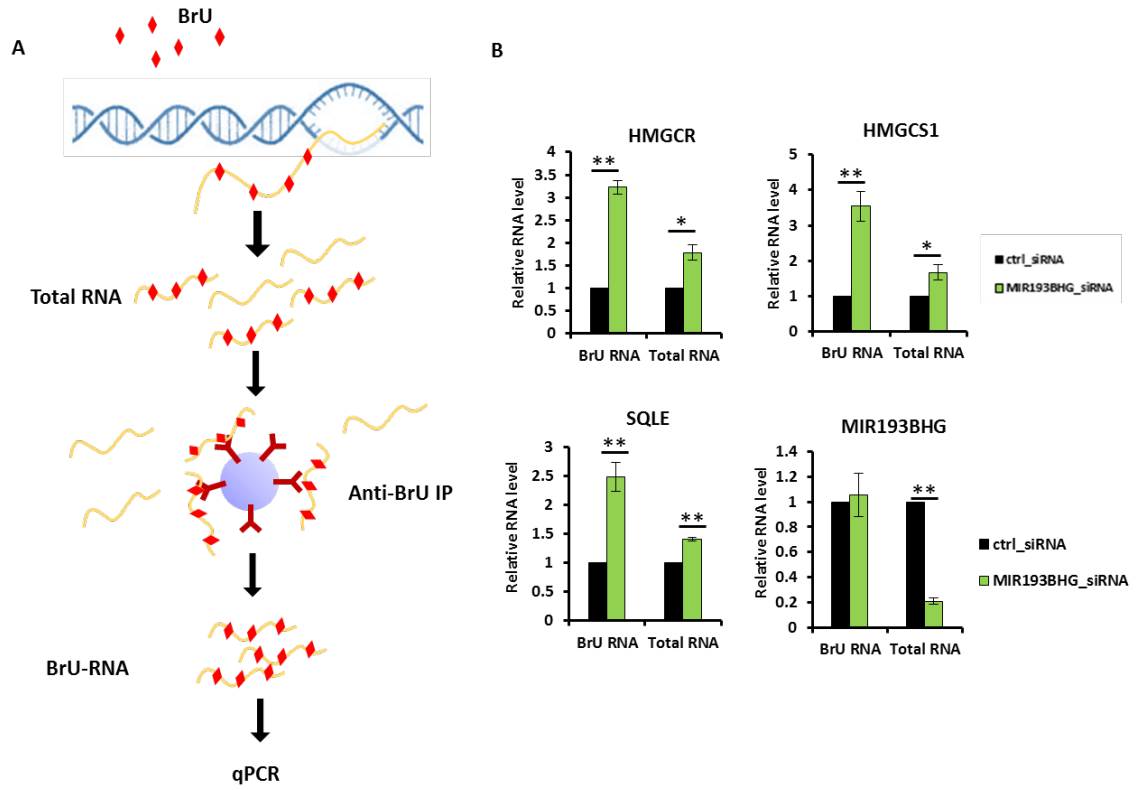 A
BrU
Total RNA
Anti-BrU IP
BrU-RNA
qPCR
B
HMGCR
Relative RNA level
4
3.5
3
2.5
2
1.5
1
0.5
0
**
*
BrU RNA Total RNA
HMGCS1
Relative RNA level
5
4
3
2
1
0
**
*
BrU RNA Total RNA
ctrl_siRNA
MIR193BHG_siRNA
SQLE
Relative RNA level
3
2.5
2
1.5
1
0.5
0
**
**
BrU RNA Total RNA
MIR193BHG
Relative RNA level
1.4
1.2
1
0.8
0.6
0.4
0.2
0
**
BrU RNA Total RNA
ctrl_siRNA
MIR193BHG_siRNA